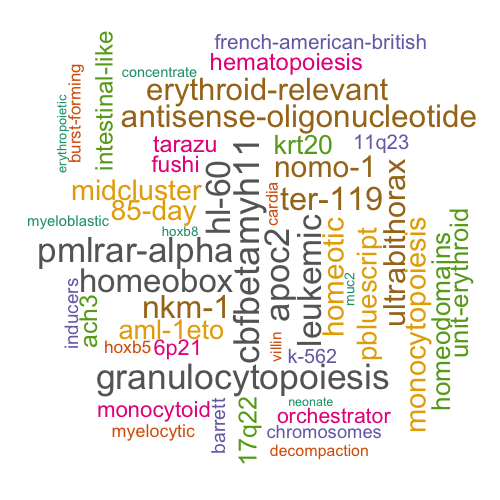 french-american-british
hematopoiesis
concentrate
erythroid-relevant
antisense-oligonucleotide
intestinal-like
burst-forming
erythropoietic
tarazu
fushi
krt20
11q23
nomo-1
midcluster
85-day
hl-60
cardia
ter-119
ultrabithorax
myeloblastic
hoxb8
cbfbetamyh11
apoc2
leukemic
homeotic
muc2
pbluescript
monocytopoiesis
homeodomains
unit-erythroid
pmlrar-alpha
homeobox
inducers
ach3
nkm-1
aml-1eto
hoxb5
6p21
villin
k-562
granulocytopoiesis
monocytoid
myelocytic
barrett
17q22
neonate
orchestrator
chromosomes
decompaction